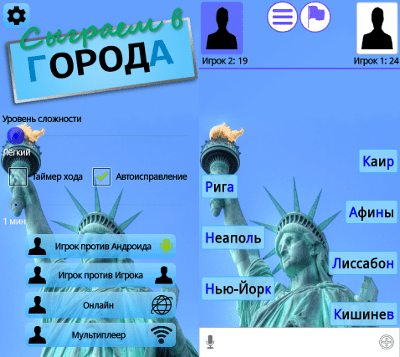 Сыграем в
ГОРОДА
Уровень сложности
Лёгкий
Таймер хода
Автоисправление
1 мин
Игрок против Андроида
Игрок против Игрока
Онлайн
Мультиплеер
Игрок 2: 19
Игрок 1: 24
Каир
Рига
Афины
Неаполь
Лиссабон
Нью-Йорк
Кишинев